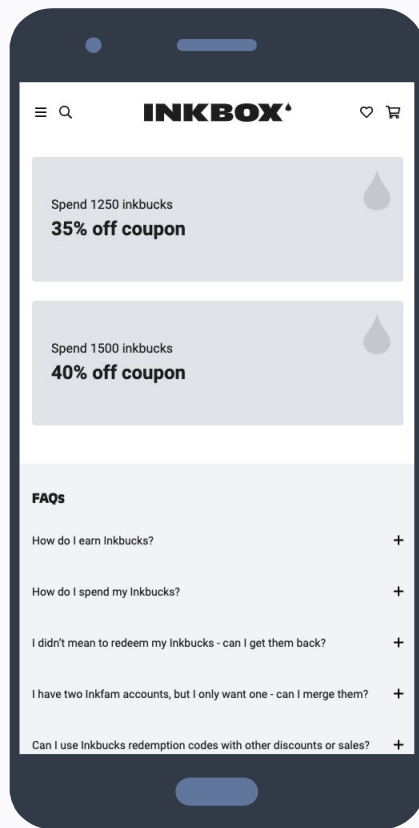 INKBOX
Spend 1250 inkbucks
35% off coupon
Spend 1500 inkbucks
40% off coupon
FAQs
How do I earn Inkbucks?
How do I spend my Inkbucks?
I didn’t mean to redeem my Inkbucks - can I get them back?
I have two Inkfam accounts, but I only want one - can I merge them?
Can I use Inkbucks redemption codes with other discounts or sales?